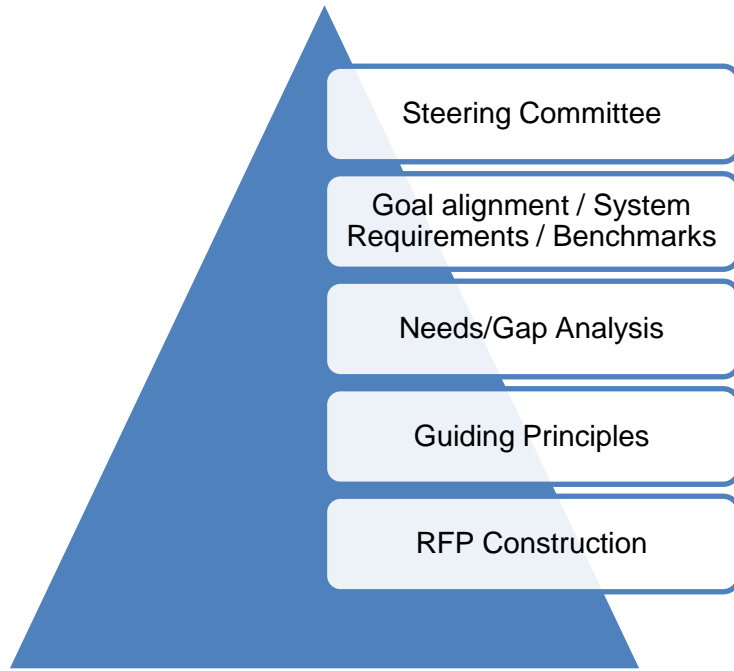 Steering Committee
Goal alignment / System
Requirements / Benchmarks
Needs/Gap Analysis
Guiding Principles
RFP Construction